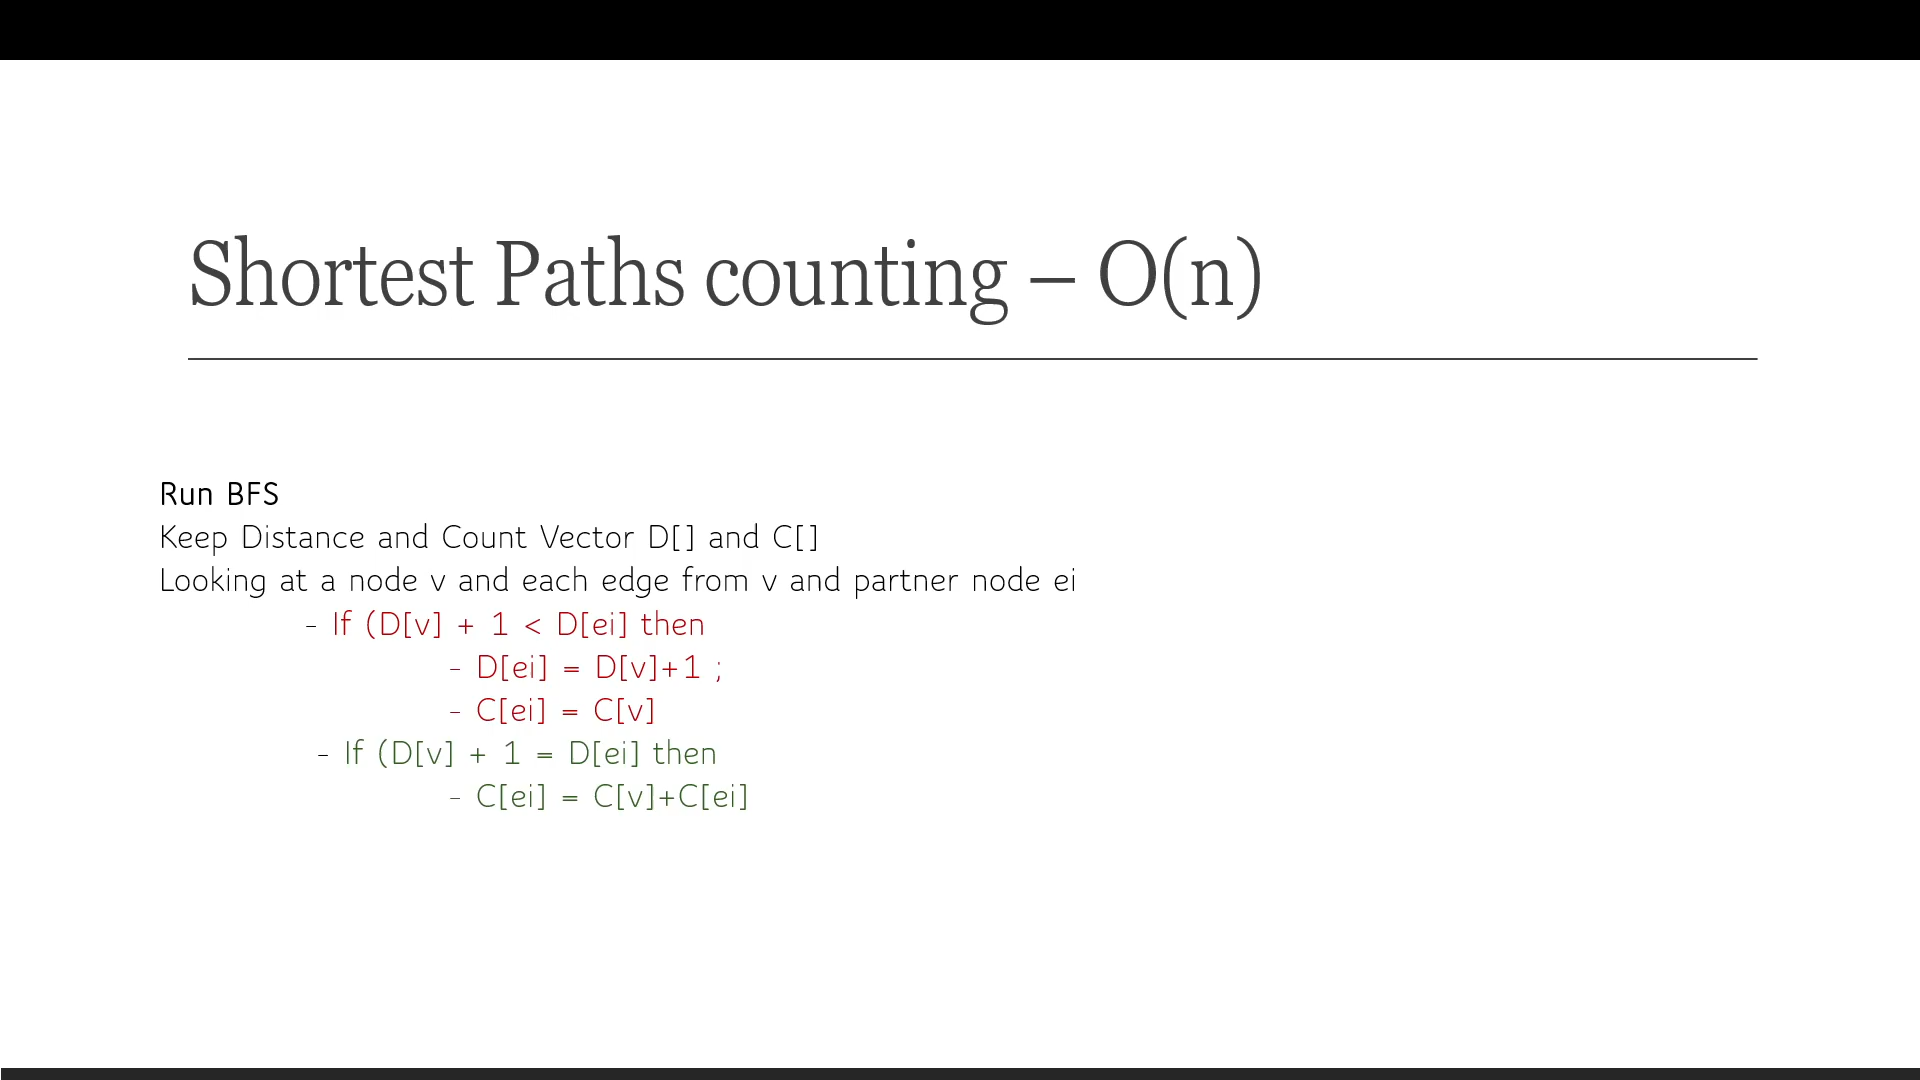 Shortest Paths counting – O(n)
Run BFS
Keep Distance and Count Vector D[] and C[]
Looking at a node v and each edge from v and partner node ei
- If (D[v] + 1 < D[ei] then
- D[ei] = D[v]+1 ;
- C[ei] = C[v]
- If (D[v] + 1 = D[ei] then
- C[ei] = C[v]+C[ei]